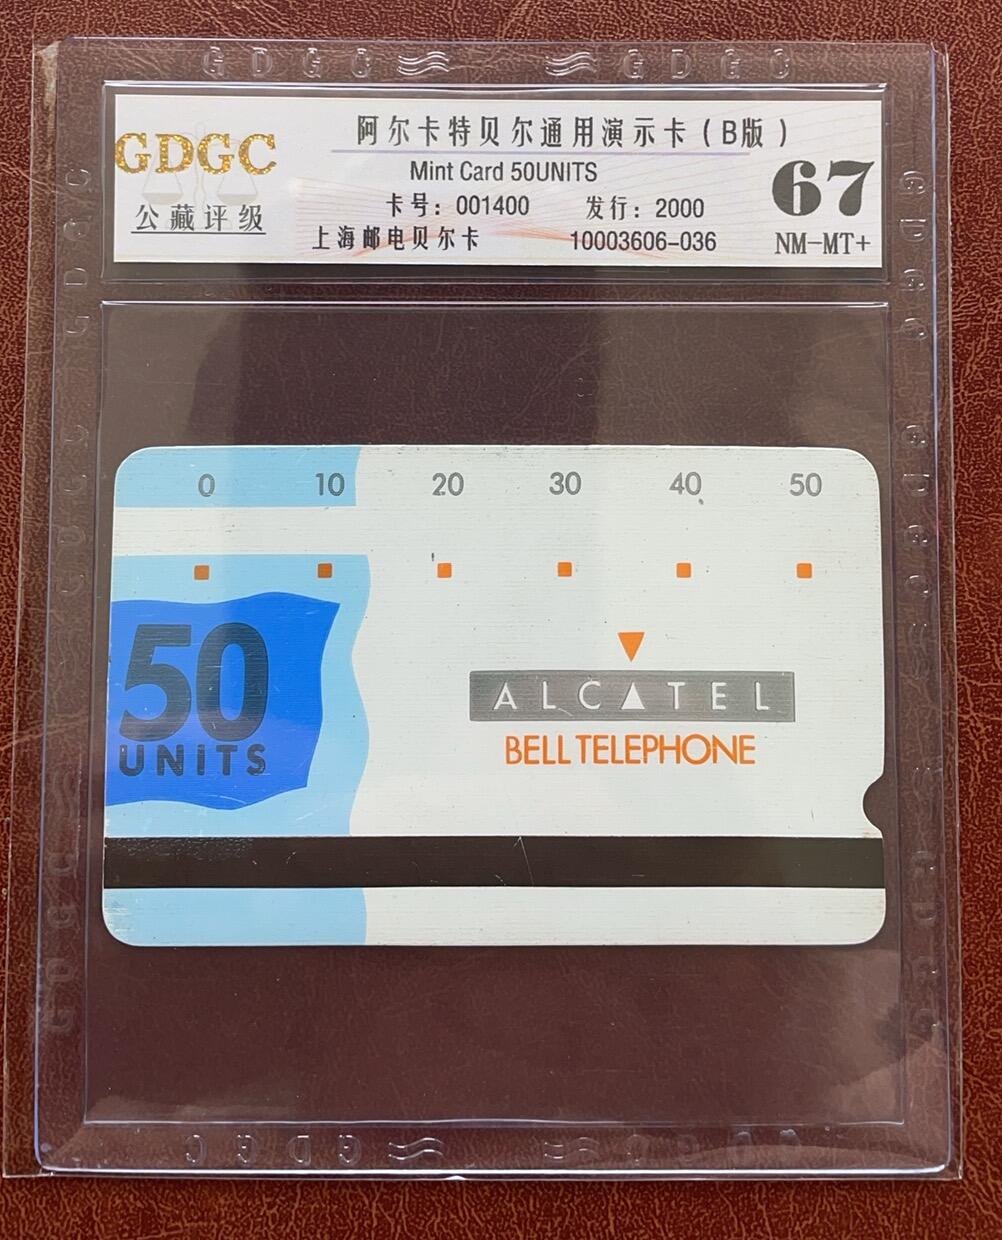 GDGC GDGC
GDGC
公藏评级
阿尔卡特贝尔通用演示卡（B版）
Mint Card 50UNITS
卡号：001400 发行：2000
上海邮电贝尔卡 10003606-036
67
NM-MT+
0 10 20 30 40 50
50
UNITS
ALCATEL
BELL TELEPHONE